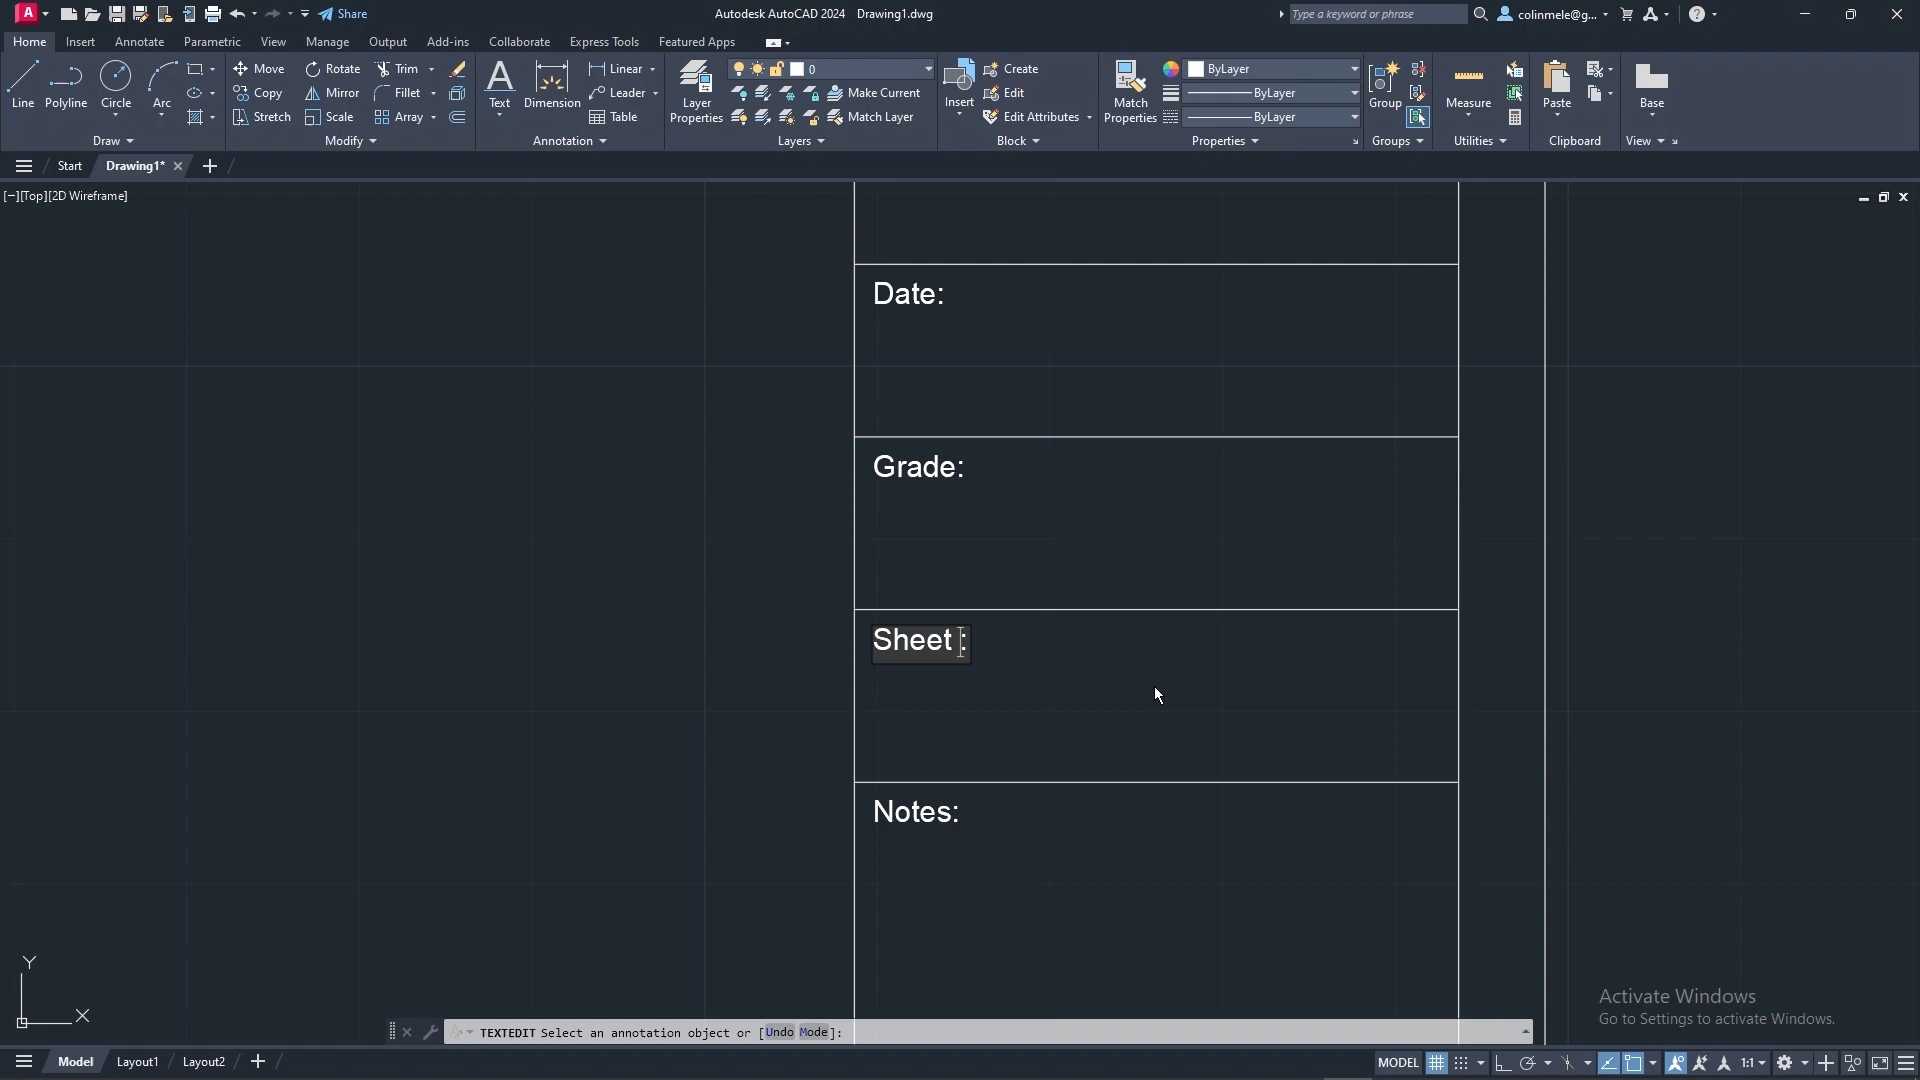 A Share Autodesk AutoCAD 2024 Drawing1.dwg Type a keyword or phrase colinmele@g...
Home Insert Annotate Parametric View Manage Output Add-ins Collaborate Express Tools Featured Apps
Line Polyline Circle Arc
Draw
Move Rotate Trim
Copy Mirror Fillet
Stretch Scale Array
Modify
Text Dimension
Linear
Leader
Table
Annotation
Layer Properties
0
Make Current
Match Layer
Layers
Insert
Create
Edit
Edit Attributes
Block
Match Properties
ByLayer
ByLayer
ByLayer
Properties
Group
Groups
Measure
Utilities
Paste
Clipboard
Base
View
Start Drawing1*
[−][Top][2D Wireframe]
Date:
Grade:
Sheet :
Notes:
Y
X
Activate Windows
Go to Settings to activate Windows.
TEXTEDIT Select an annotation object or [Undo Mode]:
Model Layout1 Layout2 MODEL 1:1